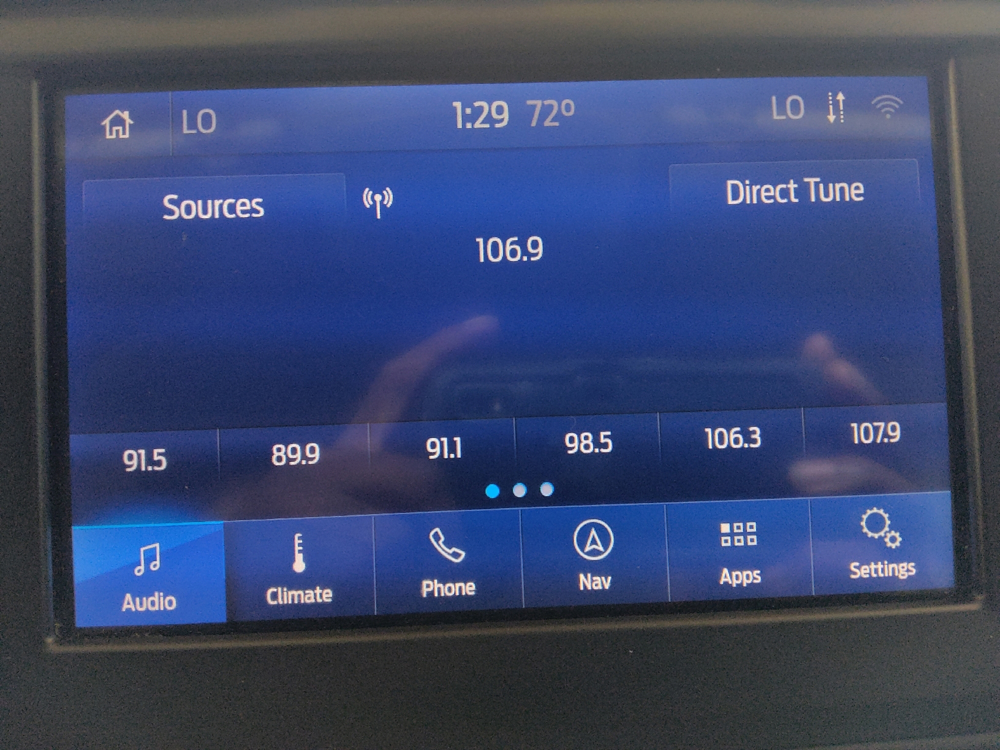 LO 1:29 72° LO
Sources Direct Tune
106.9
91.5 89.9 91.1 98.5 106.3 107.9
Audio Climate Phone Nav Apps Settings